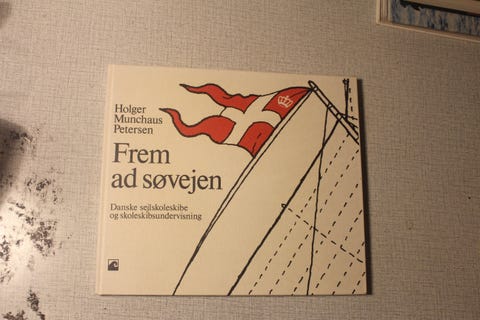 Holger
Munchaus
Petersen
Frem
ad søvejen
Danske sejlskoleskibe
og skoleskibsundervisning